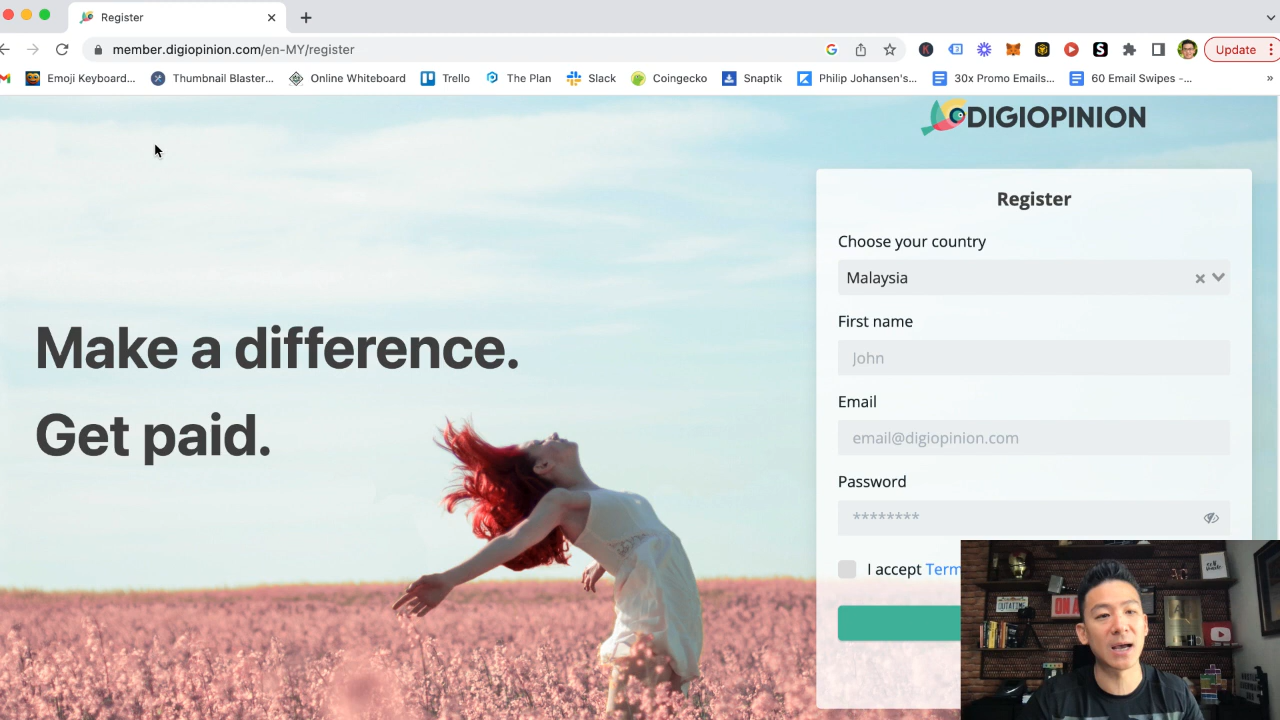 Register
member.digiopinion.com/en-MY/register
Update
Emoji Keyboard...
Thumbnail Blaster...
Online Whiteboard
Trello
The Plan
Slack
Coingecko
Snaptik
Philip Johansen's...
30x Promo Emails...
60 Email Swipes -...
»
DIGIOPINION
Make a difference.
Get paid.
Register
Choose your country
Malaysia
First name
John
Email
email@digiopinion.com
Password
********
I accept Term